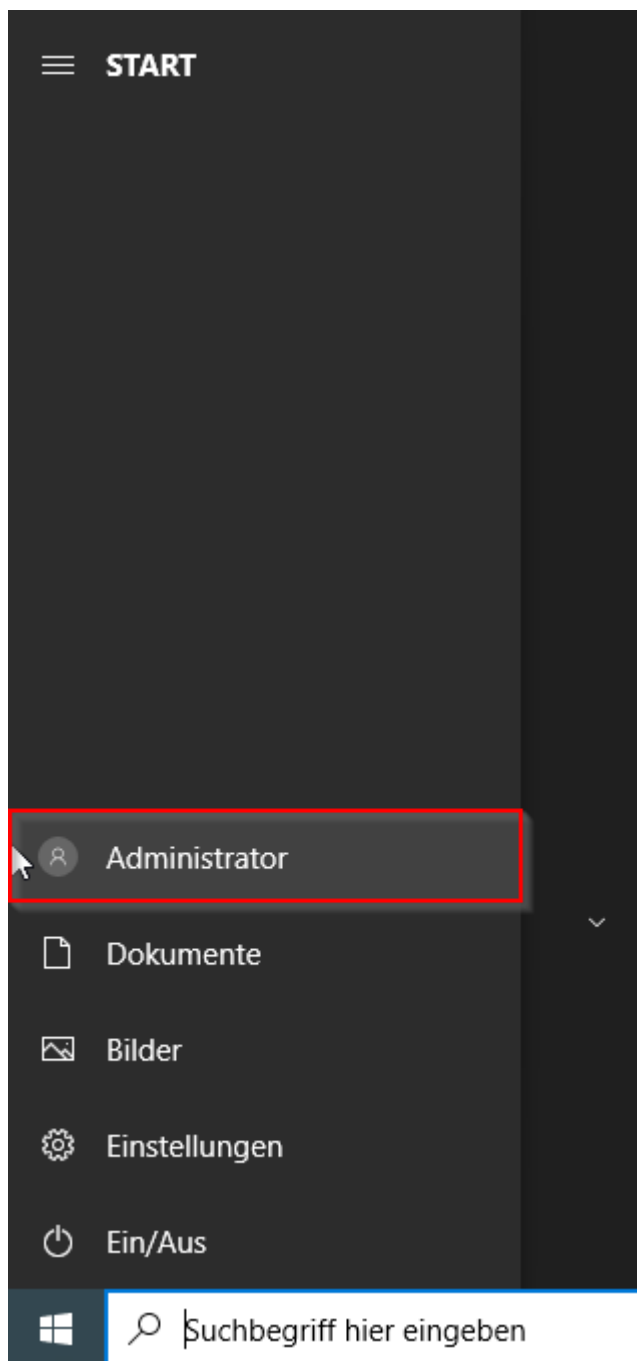 START
Administrator
Dokumente
Bilder
Einstellungen
Ein/Aus
Suchbegriff hier eingeben